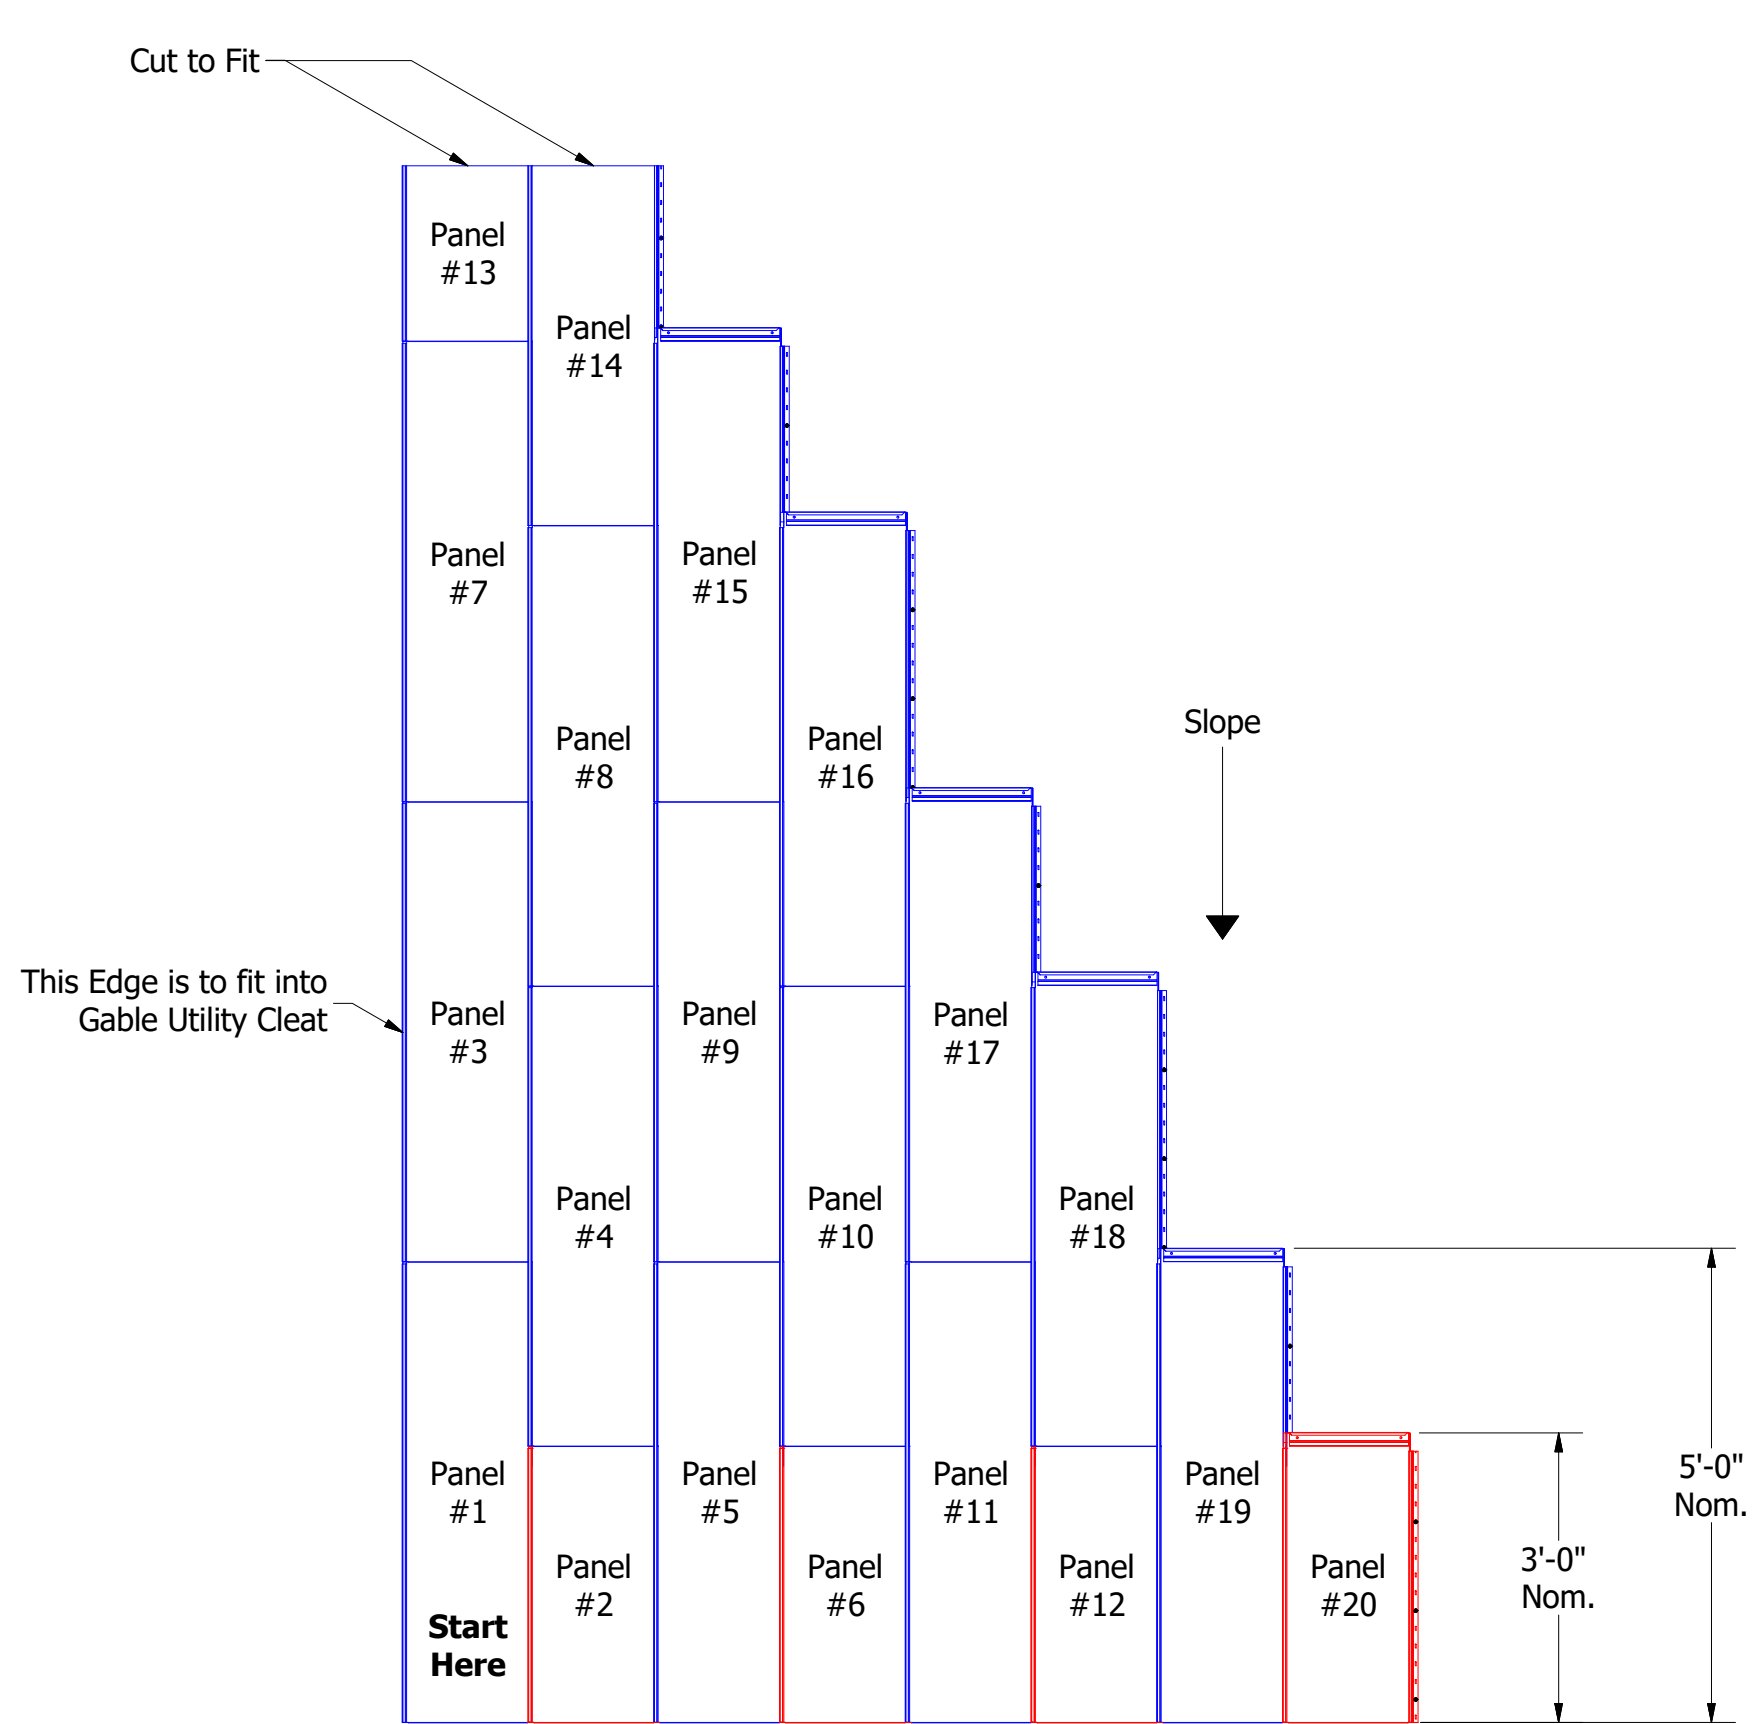 Cut to Fit
Panel
#13
Panel
#14
Panel
#7
Panel
#15
Slope
Panel
#8
Panel
#16
This Edge is to fit into
Gable Utility Cleat
Panel
#3
Panel
#9
Panel
#17
Panel
#4
Panel
#10
Panel
#18
Panel
#1
Start
Here
Panel
#2
Panel
#5
Panel
#6
Panel
#11
Panel
#12
Panel
#19
Panel
#20
3'-0"
Nom.
5'-0"
Nom.